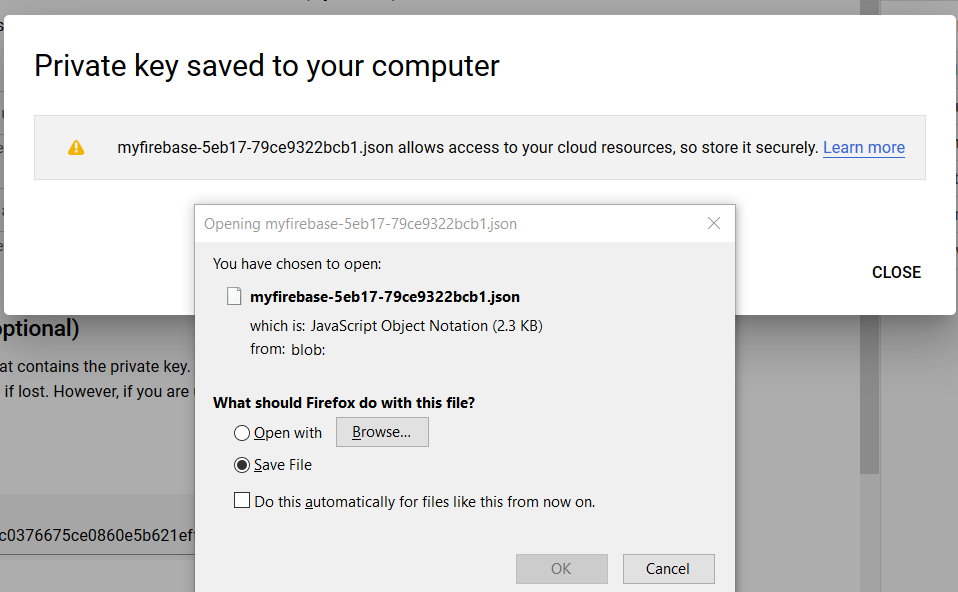 Private key saved to your computer
myfirebase-5eb17-79ce9322bcb1.json allows access to your cloud resources, so store it securely. Learn more
Opening myfirebase-5eb17-79ce9322bcb1.json
You have chosen to open:
myfirebase-5eb17-79ce9322bcb1.json
which is: JavaScript Object Notation (2.3 KB)
from: blob:
CLOSE
optional)
at contains the private key.
if lost. However, if you are
What should Firefox do with this file?
Open with Browse...
Save File
Do this automatically for files like this from now on.
c0376675ce0860e5b621ef
OK Cancel